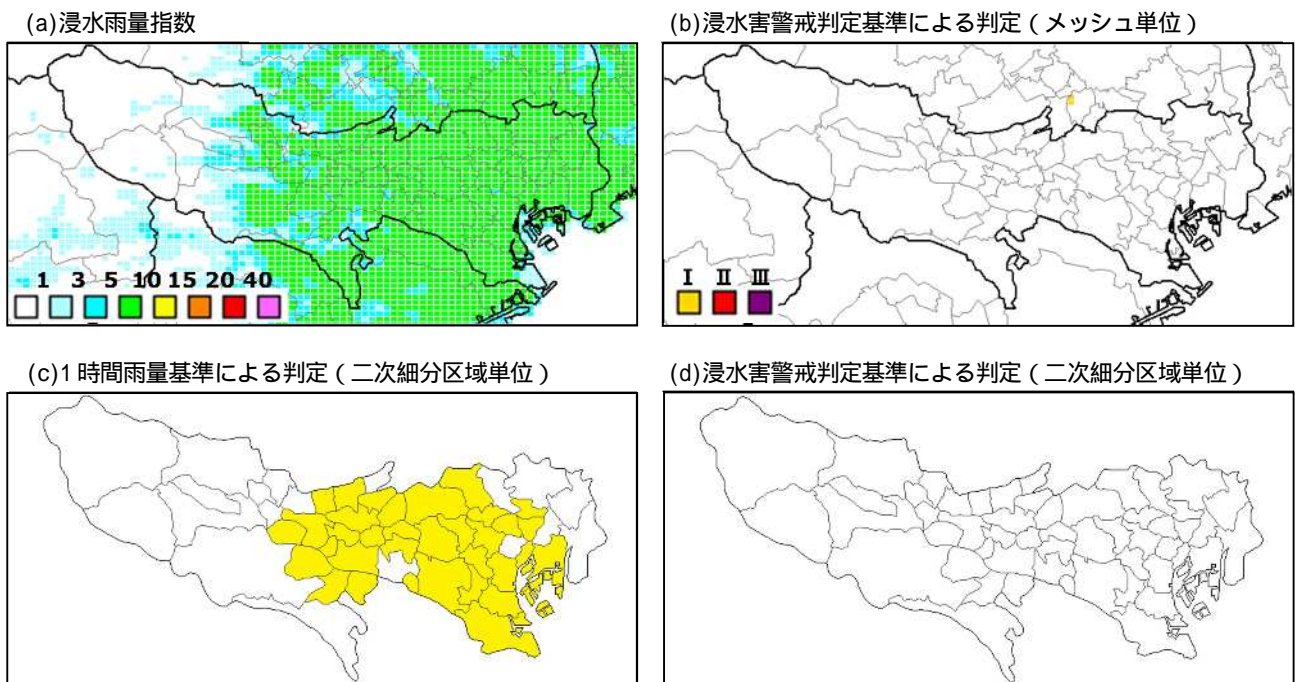 (a)浸水雨量指数
(b)浸水害警戒判定基準による判定（メッシュ単位）
1 3 5 10 15 20 40
I II III
(c)1 時間雨量基準による判定（二次細分区域単位）
(d)浸水害警戒判定基準による判定（二次細分区域単位）